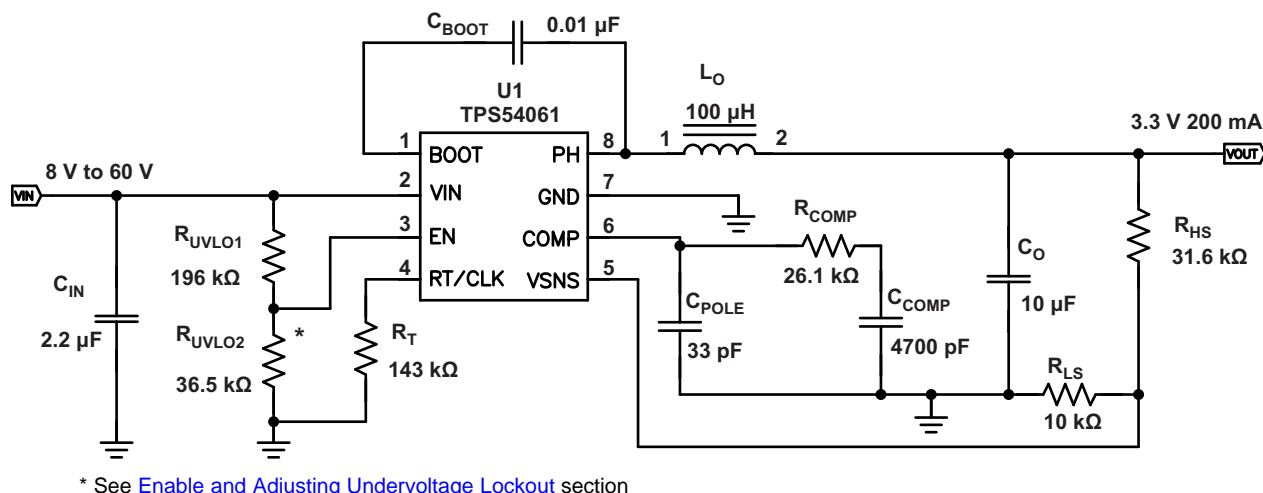 C_BOOT 0.01 µF
U1
TPS54061
L_O
100 µH
1 2
3.3 V 200 mA
VOUT
8 V to 60 V
VIN
1 BOOT PH 8
2 VIN GND 7
3 EN COMP 6
4 RT/CLK VSNS 5
R_UVLO1
196 kΩ
C_IN
2.2 µF
R_UVLO2 *
36.5 kΩ
R_T
143 kΩ
R_COMP
26.1 kΩ
C_POLE
33 pF
C_COMP
4700 pF
C_O
10 µF
R_HS
31.6 kΩ
R_LS
10 kΩ
* See Enable and Adjusting Undervoltage Lockout section